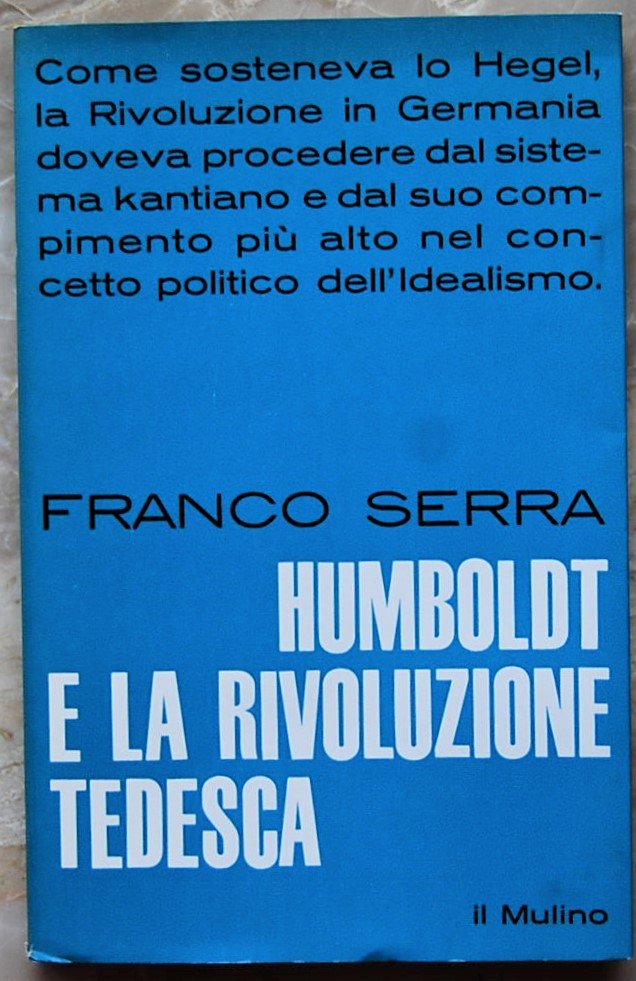 Come sosteneva lo Hegel,
la Rivoluzione in Germania
doveva procedere dal siste-
ma kantiano e dal suo com-
pimento più alto nel con-
cetto politico dell'Idealismo.
FRANCO SERRA
HUMBOLDT
E LA RIVOLUZIONE
TEDESCA
il Mulino